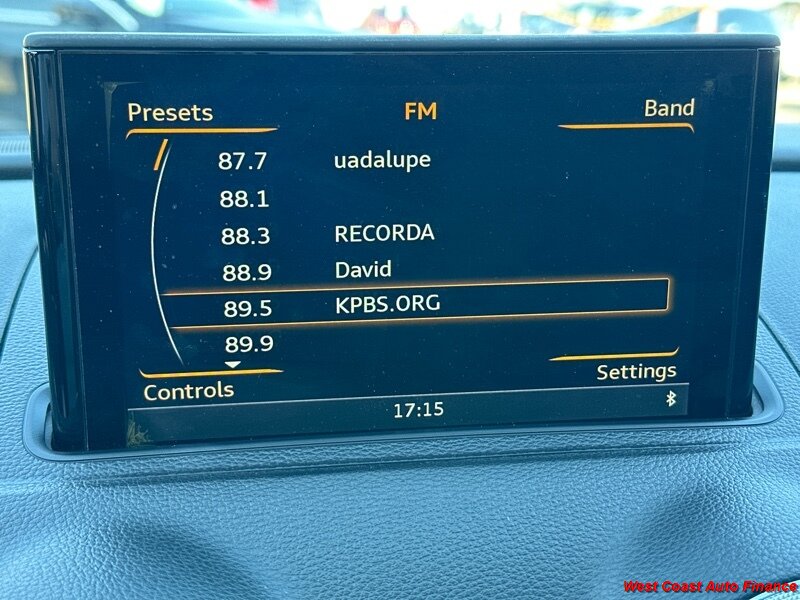 Presets FM Band
87.7 uadalupe
88.1
88.3 RECORDA
88.9 David
89.5 KPBS.ORG
89.9
Controls Settings
17:15
West Coast Auto Finance